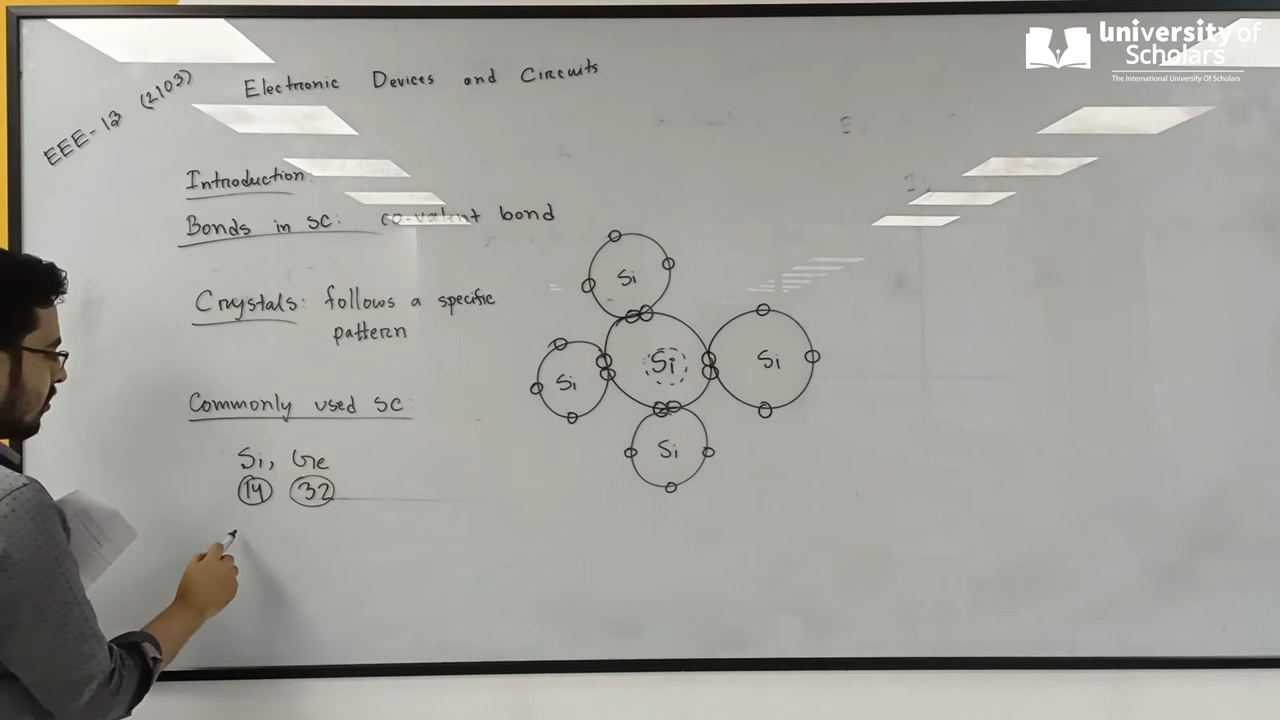 University of
Scholars
The International University Of Scholars
EEE-13 (2103)
Electronic Devices and Circuits
Introduction:
Bonds in SC: co-valent bond
Crystals: follows a specific
pattern
Commonly used SC:
Si, Ge
14 32
Si
Si
Si
Si
Si